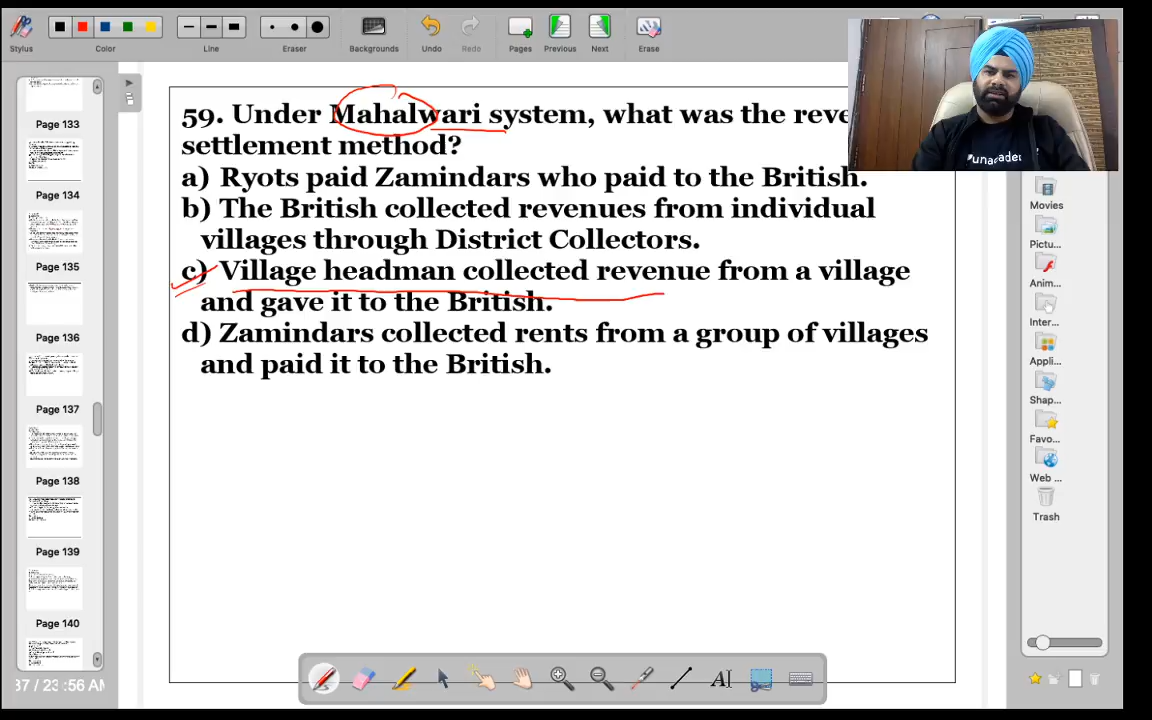 Stylus
Color
Line
Eraser
Backgrounds
Undo
Redo
Pages
Previous
Next
Erase
Page 133
Page 134
Page 135
Page 136
Page 137
Page 138
Page 139
Page 140
59. Under Mahalwari system, what was the reve
settlement method?
a) Ryots paid Zamindars who paid to the British.
b) The British collected revenues from individual
villages through District Collectors.
c) Village headman collected revenue from a village
and gave it to the British.
d) Zamindars collected rents from a group of villages
and paid it to the British.
Movies
Pictu...
Anim...
Inter...
Appli...
Shap...
Favo...
Web ...
Trash